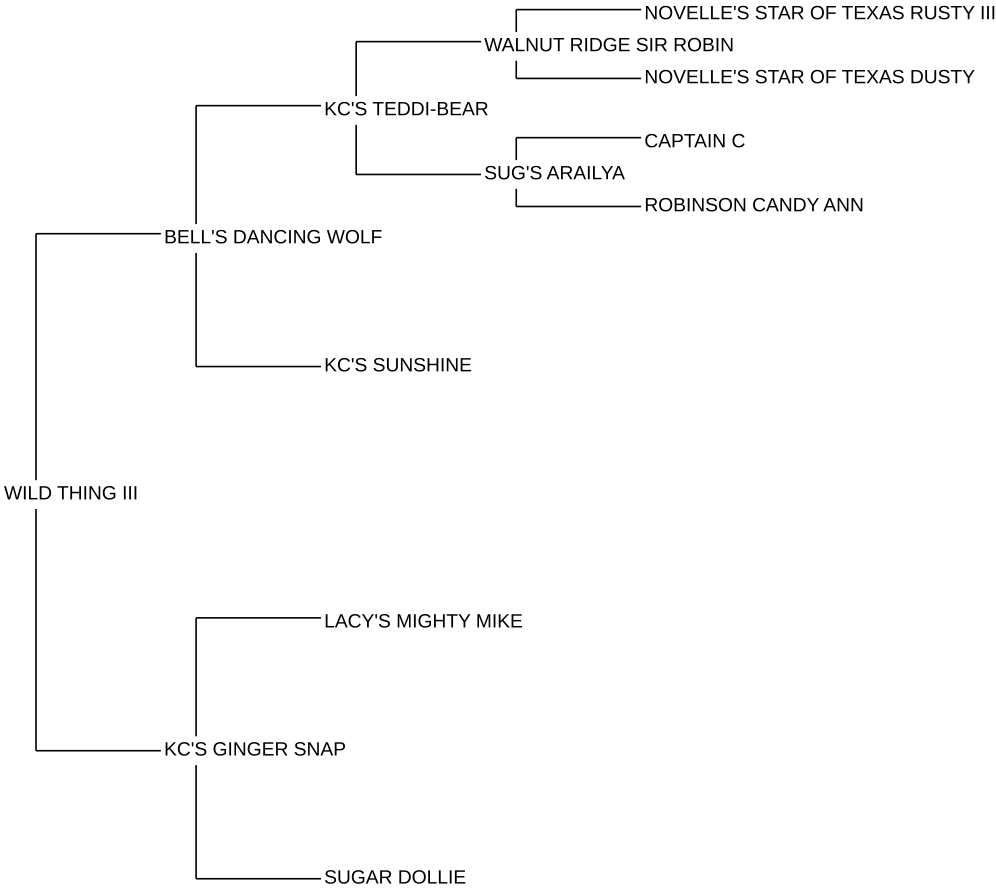 NOVELLE'S STAR OF TEXAS RUSTY III
WALNUT RIDGE SIR ROBIN
NOVELLE'S STAR OF TEXAS DUSTY
KC'S TEDDI-BEAR
CAPTAIN C
SUG'S ARAILYA
ROBINSON CANDY ANN
BELL'S DANCING WOLF
KC'S SUNSHINE
WILD THING III
LACY'S MIGHTY MIKE
KC'S GINGER SNAP
SUGAR DOLLIE